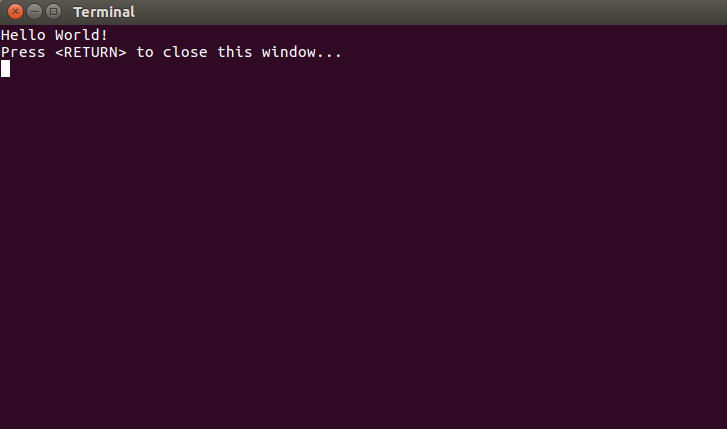 Terminal
Hello World!
Press <RETURN> to close this window...